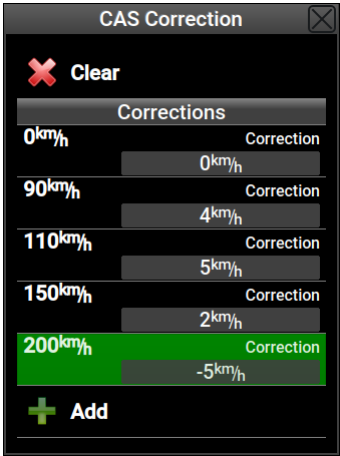 CAS Correction
Clear
Corrections
0km/h Correction
0km/h
90km/h Correction
4km/h
110km/h Correction
5km/h
150km/h Correction
2km/h
200km/h Correction
-5km/h
Add